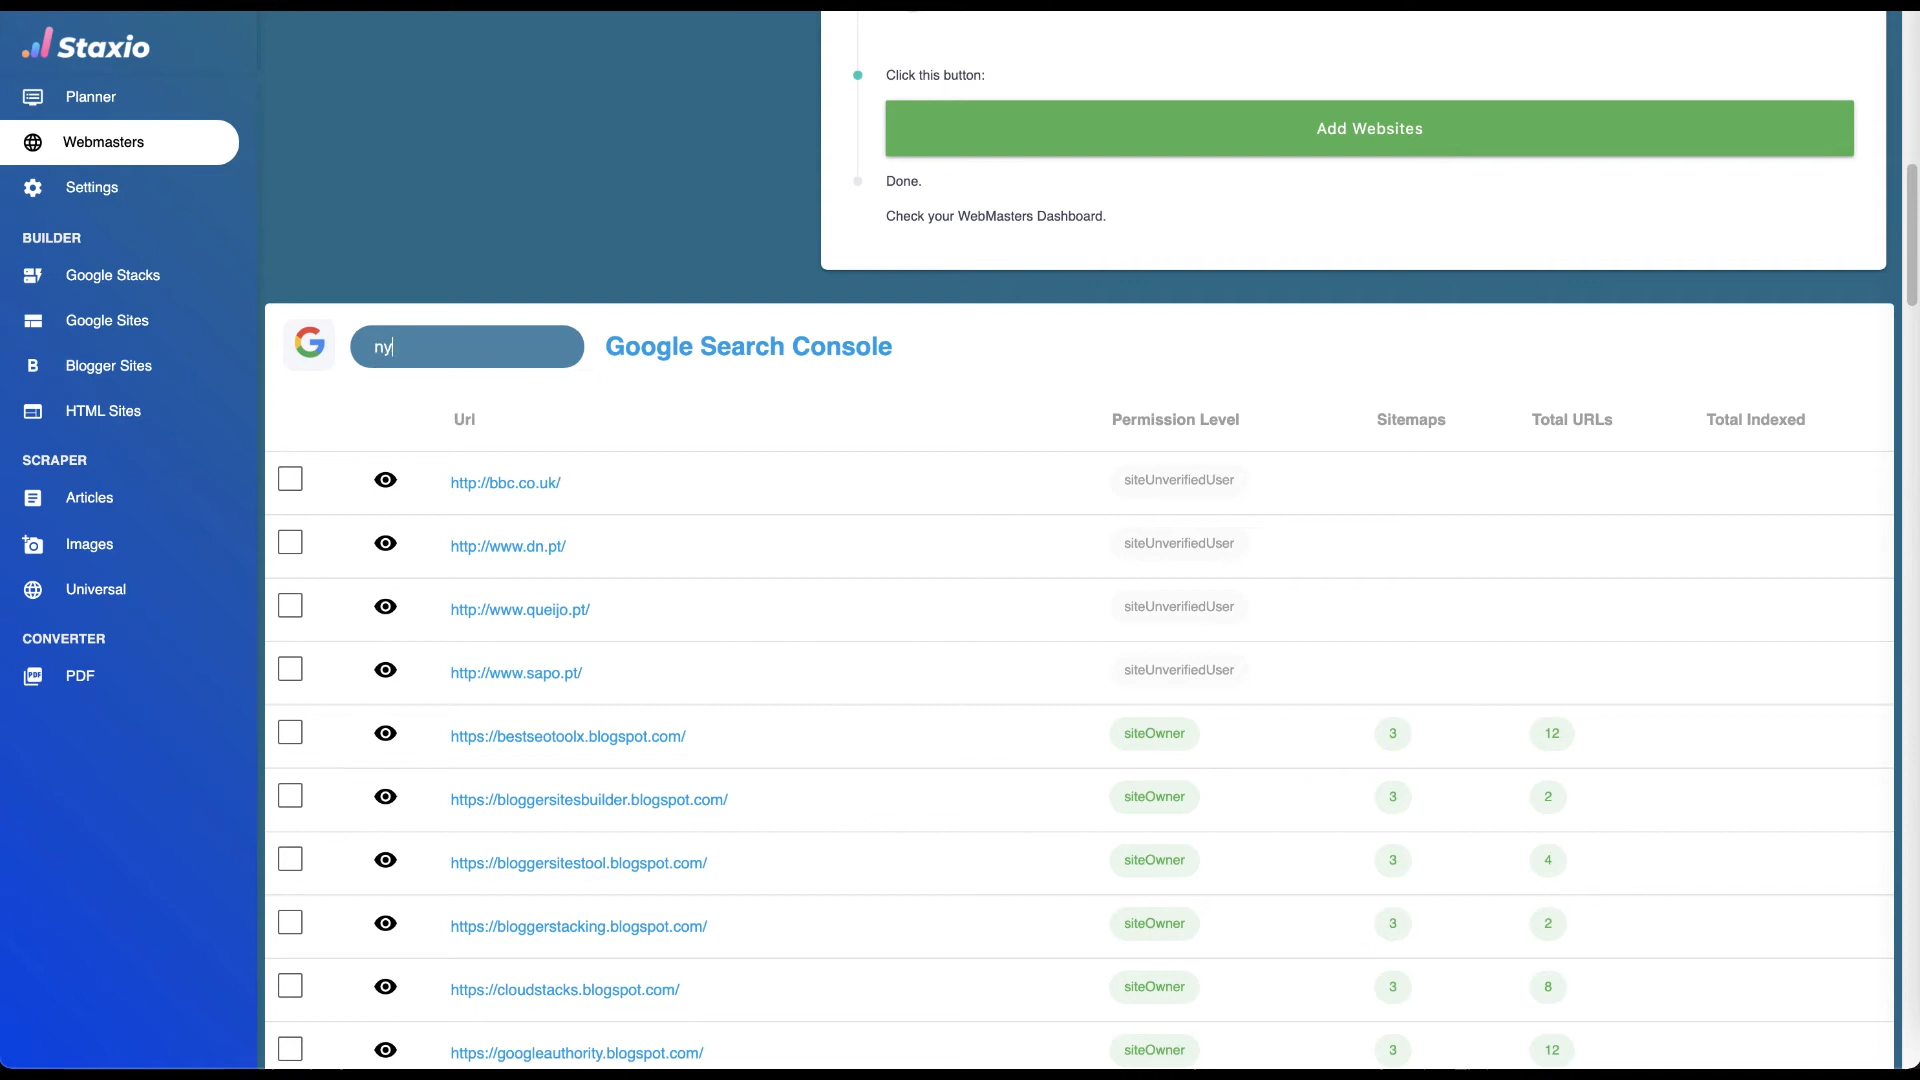 Staxio
Planner
Webmasters
Settings
BUILDER
Google Stacks
Google Sites
B Blogger Sites
HTML Sites
SCRAPER
Articles
Images
Universal
CONVERTER
PDF PDF
Click this button:
Add Websites
Done.
Check your WebMasters Dashboard.
ny
Google Search Console
Url Permission Level Sitemaps Total URLs Total Indexed
http://bbc.co.uk/ siteUnverifiedUser
http://www.dn.pt/ siteUnverifiedUser
http://www.queijo.pt/ siteUnverifiedUser
http://www.sapo.pt/ siteUnverifiedUser
https://bestseotoolx.blogspot.com/ siteOwner 3 12
https://bloggersitesbuilder.blogspot.com/ siteOwner 3 2
https://bloggersitestool.blogspot.com/ siteOwner 3 4
https://bloggerstacking.blogspot.com/ siteOwner 3 2
https://cloudstacks.blogspot.com/ siteOwner 3 8
https://googleauthority.blogspot.com/ siteOwner 3 12